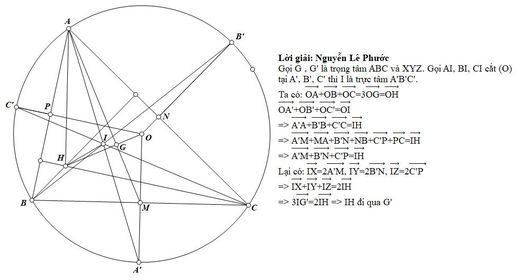 A
B'
C'
P
N
O
I
G
H
B
M
C
A'
Lời giải: Nguyễn Lê Phước
Gọi G , G' là trọng tâm ABC và XYZ. Gọi AI, BI, CI cắt (O)
tại A', B', C' thì I là trực tâm A'B'C'.
Ta có: OA+OB+OC=3OG=OH
OA'+OB'+OC'=OI
=> A'A+B'B+C'C=IH
=> A'M+MA+B'N+NB+C'P+PC=IH
=> A'M+B'N+C'P=IH
Lại có: IX=2A'M, IY=2B'N, IZ=2C'P
=> IX+IY+IZ=2IH
=> 3IG'=2IH => IH đi qua G'